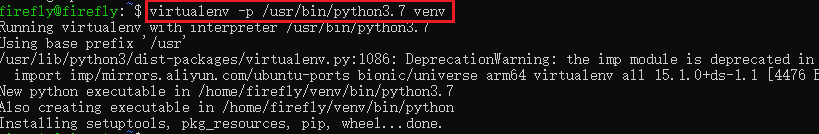 firefly@firefly:~$ virtualenv -p /usr/bin/python3.7 venv
Running virtualenv with interpreter /usr/bin/python3.7
Using base prefix '/usr'
/usr/lib/python3/dist-packages/virtualenv.py:1086: DeprecationWarning: the imp module is deprecated in
  import imp/mirrors.aliyun.com/ubuntu-ports bionic/universe arm64 virtualenv all 15.1.0+ds-1.1 [4476 B
New python executable in /home/firefly/venv/bin/python3.7
Also creating executable in /home/firefly/venv/bin/python
Installing setuptools, pkg_resources, pip, wheel...done.